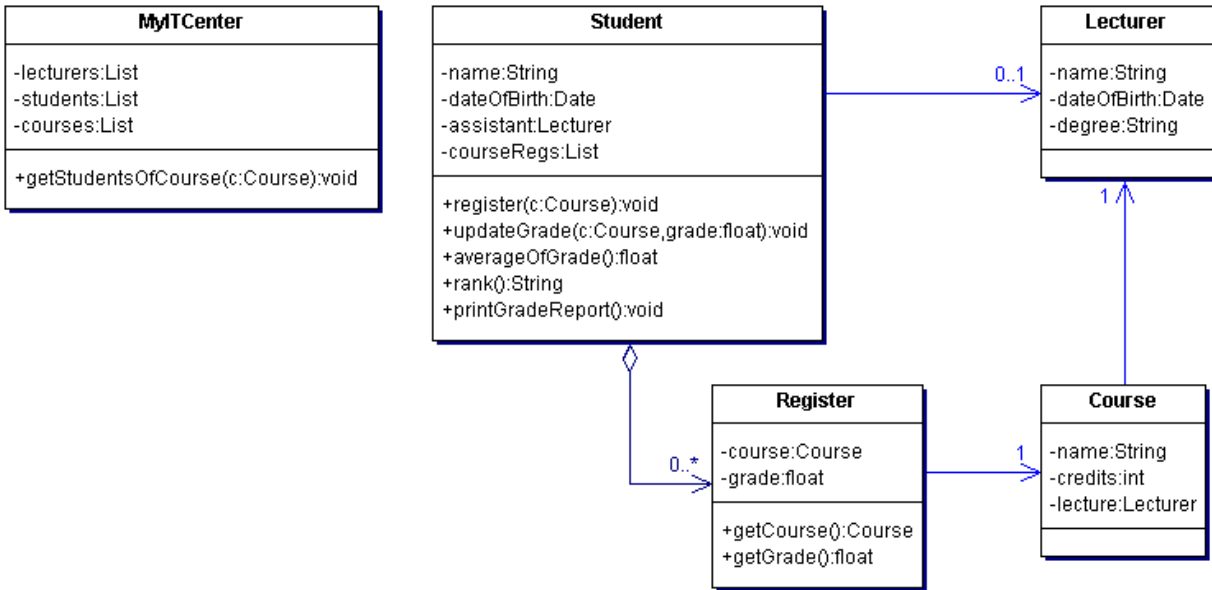 MyITCenter
-lecturers:List
-students:List
-courses:List
+getStudentsOfCourse(c:Course):void
Student
-name:String
-dateOfBirth:Date
-assistant:Lecturer
-courseRegs:List
+register(c:Course):void
+updateGrade(c:Course,grade:float):void
+averageOfGrade():float
+rank():String
+printGradeReport():void
0..1
Lecturer
-name:String
-dateOfBirth:Date
-degree:String
1
0..*
Register
-course:Course
-grade:float
+getCourse():Course
+getGrade():float
1
Course
-name:String
-credits:int
-lecture:Lecturer